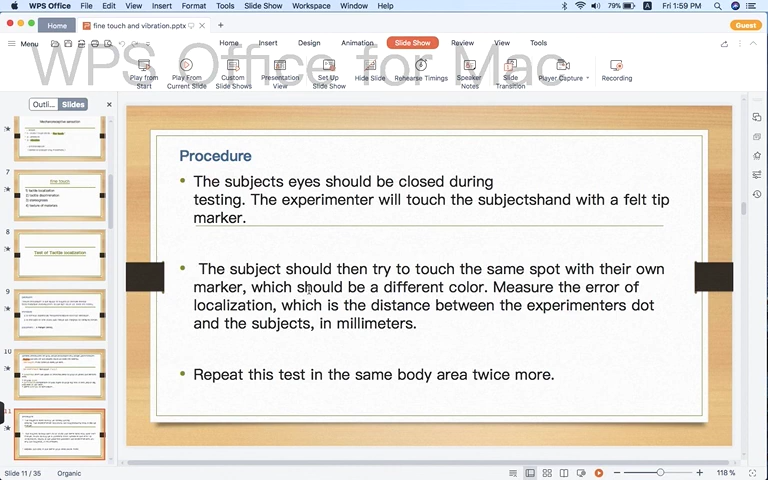 WPS Office File Edit View Insert Format Tools Slide Show Window Help 79% A Fri 1:59 PM
Home fine touch and vibration.pptx Guest
WPS Office for Mac
Menu Home Insert Design Animation Slide Show Review View Tools
Play from Start
Play From Current Slide
Custom Slide Shows
Presentation View
Set Up Slide Show
Hide Slide
Rehearse Timings
Speaker Notes
Slide Transition
Player Capture
Recording
Outli... Slides
7
Fine touch
8
Test of Tactile localization
9
10
11
Procedure
• The subjects eyes should be closed during
testing. The experimenter will touch the subjectshand with a felt tip
marker.
• The subject should then try to touch the same spot with their own
marker, which should be a different color. Measure the error of
localization, which is the distance between the experimenters dot
and the subjects, in millimeters.
• Repeat this test in the same body area twice more.
Slide 11 / 35 Organic 118 %